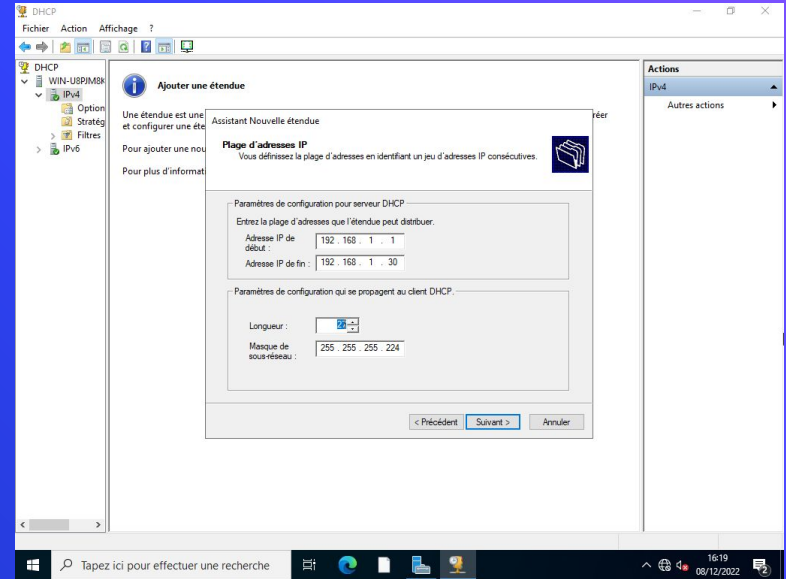 DHCP
Fichier Action Affichage ?
DHCP
WIN-U8PJM8K
IPv4
Option
Stratég
Filtres
IPv6
Ajouter une étendue
Une étendue est une
réer
et configurer une éte
Pour ajouter une nou
Pour plus d'informat
Assistant Nouvelle étendue
Plage d'adresses IP
Vous définissez la plage d'adresses en identifiant un jeu d'adresses IP consécutives.
Paramètres de configuration pour serveur DHCP
Entrez la plage d'adresses que l'étendue peut distribuer.
Adresse IP de
début :
192 . 168 . 1 . 1
Adresse IP de fin : 192 . 168 . 1 . 30
Paramètres de configuration qui se propagent au client DHCP.
Longueur :
Masque de
sous-réseau :
255 . 255 . 255 . 224
< Précédent Suivant > Annuler
Actions
IPv4
Autres actions
Tapez ici pour effectuer une recherche
16:19
08/12/2022
2